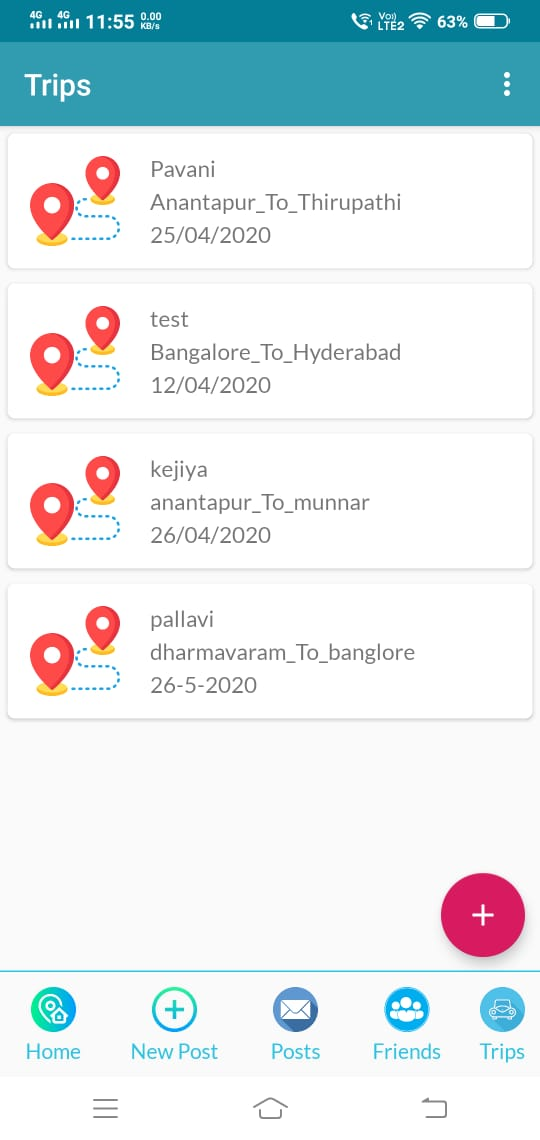 4G 4G 11:55 0.00 KB/s Vo)) LTE2 63%
Trips
Pavani
Anantapur_To_Thirupathi
25/04/2020
test
Bangalore_To_Hyderabad
12/04/2020
kejiya
anantapur_To_munnar
26/04/2020
pallavi
dharmavaram_To_banglore
26-5-2020
+
Home New Post Posts Friends Trips